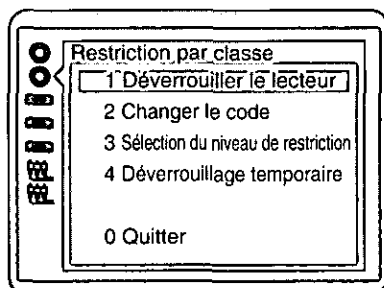 Restriction par classe
1 Déverrouiller le lecteur
2 Changer le code
3 Sélection du niveau de restriction
4 Déverrouillage temporaire
0 Quitter